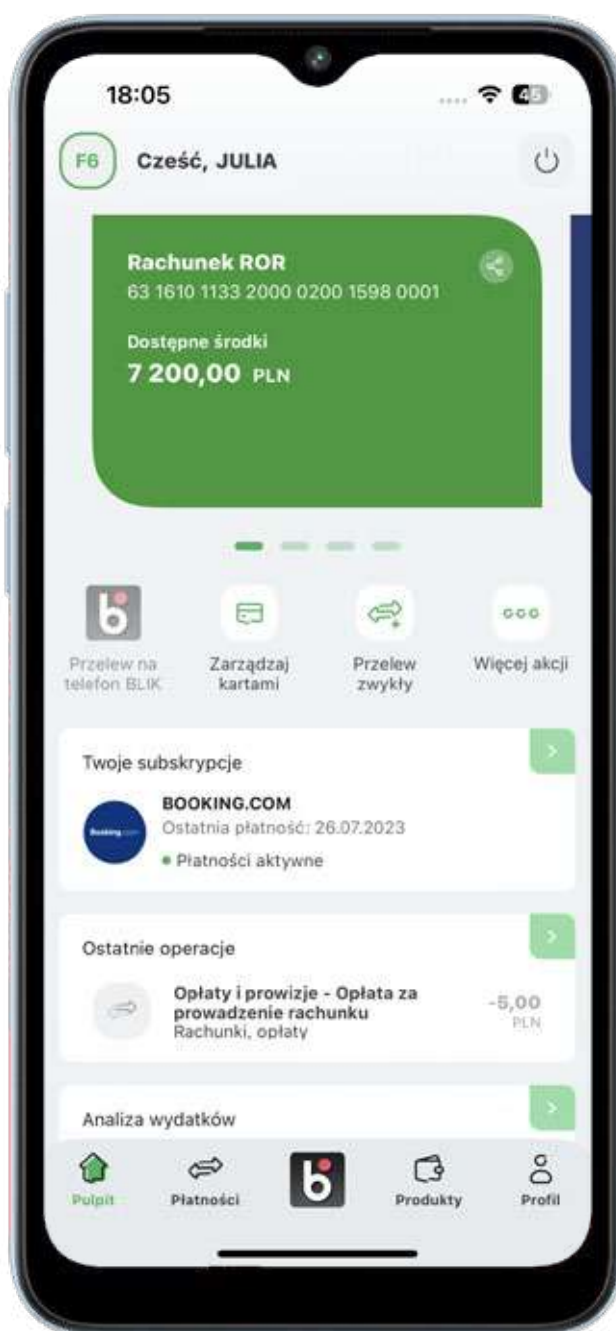 18:05
45
F6
Cześć, JULIA
Rachunek ROR
63 1610 1133 2000 0200 1598 0001
Dostępne środki
7 200,00 PLN
Przelew na
telefon BLIK
Zarządzaj
kartami
Przelew
zwykły
Więcej akcji
Twoje subskrypcje
Booking.com
BOOKING.COM
Ostatnia płatność: 26.07.2023
Płatności aktywne
Ostatnie operacje
Opłaty i prowizje - Opłata za
prowadzenie rachunku
Rachunki, opłaty
-5,00
PLN
Analiza wydatków
Pulpit
Płatności
Produkty
Profil